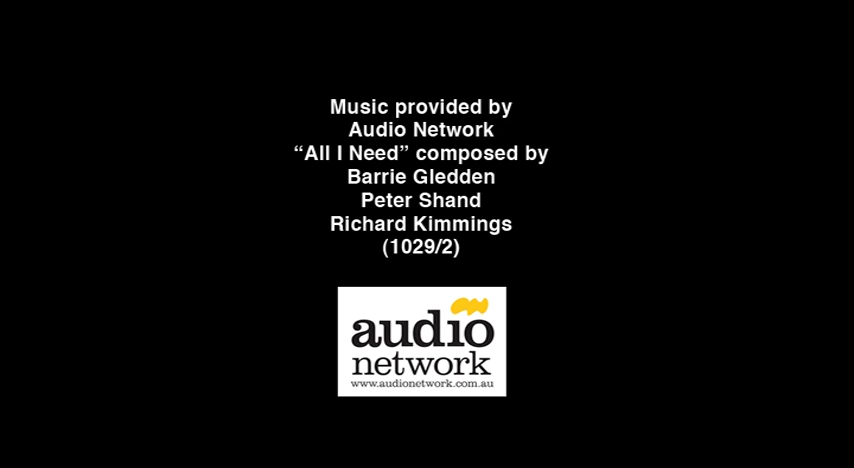 Music provided by
Audio Network
“All I Need” composed by
Barrie Gledden
Peter Shand
Richard Kimmings
(1029/2)
audio
network
www.audionetwork.com.au